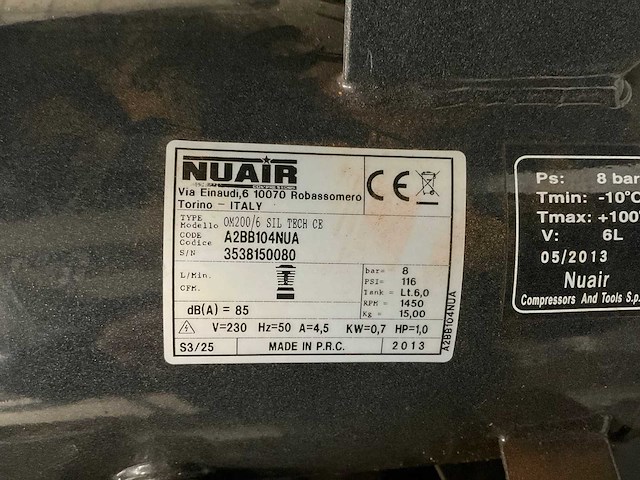 NUAIR
Via Einaudi,6 10070 Robassomero
Torino - ITALY
TYPE
Modello OM200/6 SIL TECH CE
CODE
Codice A2BB104NUA
S/N 3538150080
L/Min.
CFM.
dB(A) = 85
bar= 8
PSI= 116
Tank = Lt.6,0
RPM = 1450
Kg = 15,00
V=230 Hz=50 A=4,5 KW=0,7 HP=1,0
S3/25 MADE IN P.R.C. 2013
A2BB104NUA
CE
Ps: 8 bar
Tmin: -10°C
Tmax: +100°
V: 6L
05/2013
Nuair
Compressors And Tools S.p.